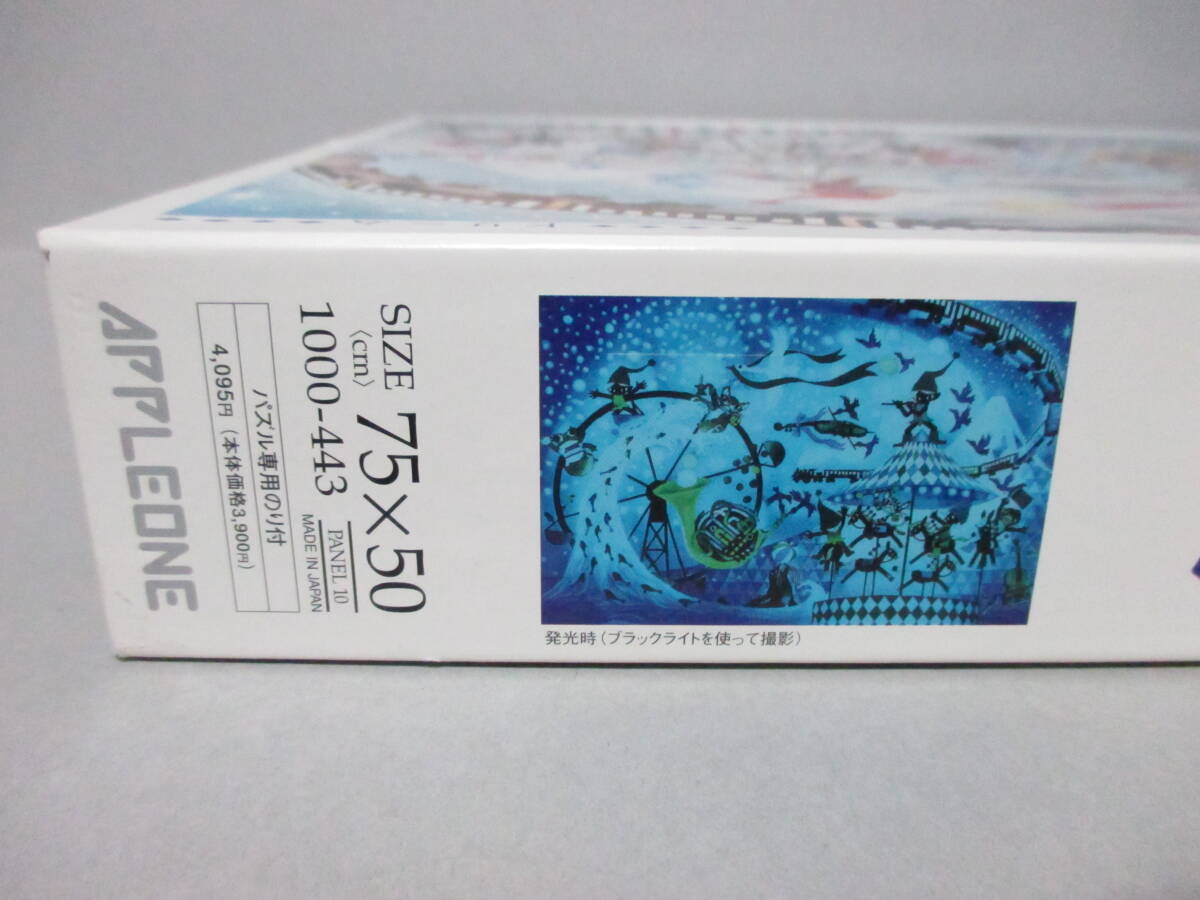 SIZE 75×50
〈cm〉
1000-443
PANEL 10
MADE IN JAPAN
パズル専用のり付
4,095円（本体価格3,900円）
APPLEONE
発光時（ブラックライトを使って撮影）